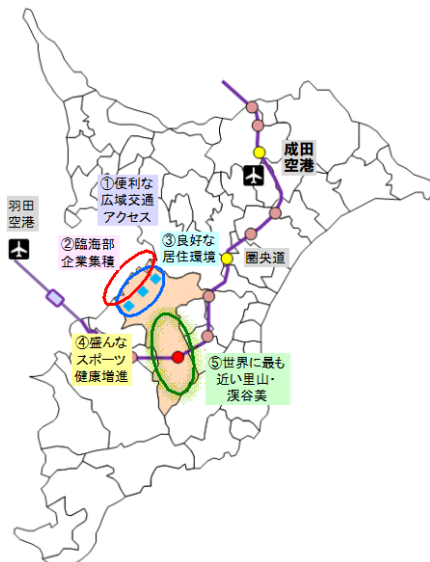 成田
空港
①便利な
広域交通
アクセス
羽田
空港
②臨海部
企業集積
③良好な
居住環境
圏央道
④盛んな
スポーツ
健康増進
⑤世界に最も
近い里山・
渓谷美